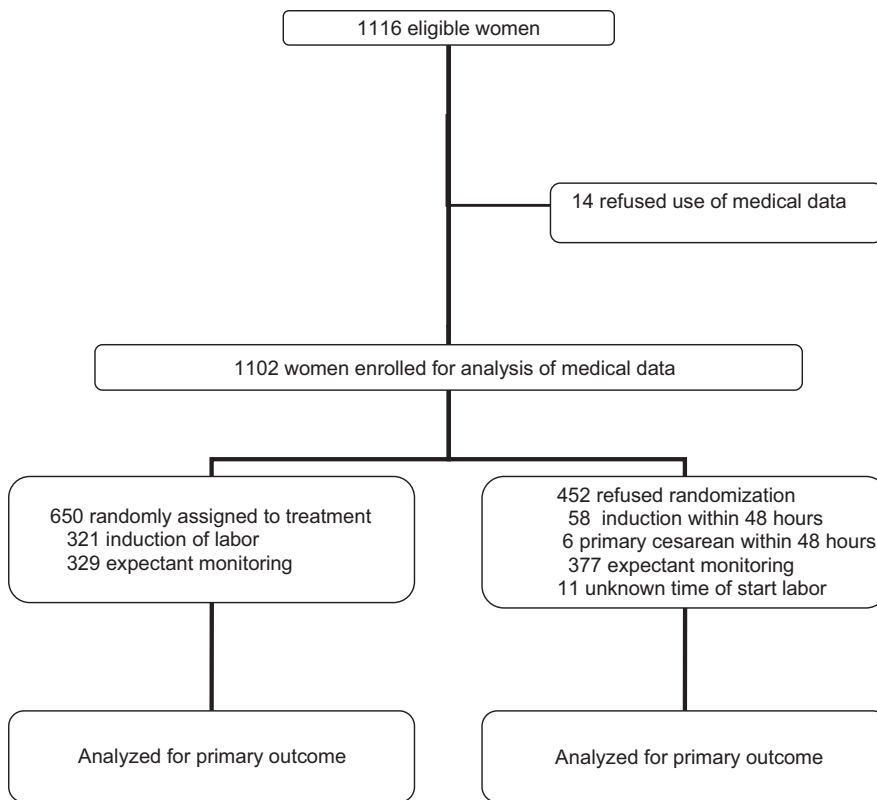 1116 eligible women
14 refused use of medical data
1102 women enrolled for analysis of medical data
650 randomly assigned to treatment
321 induction of labor
329 expectant monitoring
452 refused randomization
58 induction within 48 hours
6 primary cesarean within 48 hours
377 expectant monitoring
11 unknown time of start labor
Analyzed for primary outcome
Analyzed for primary outcome